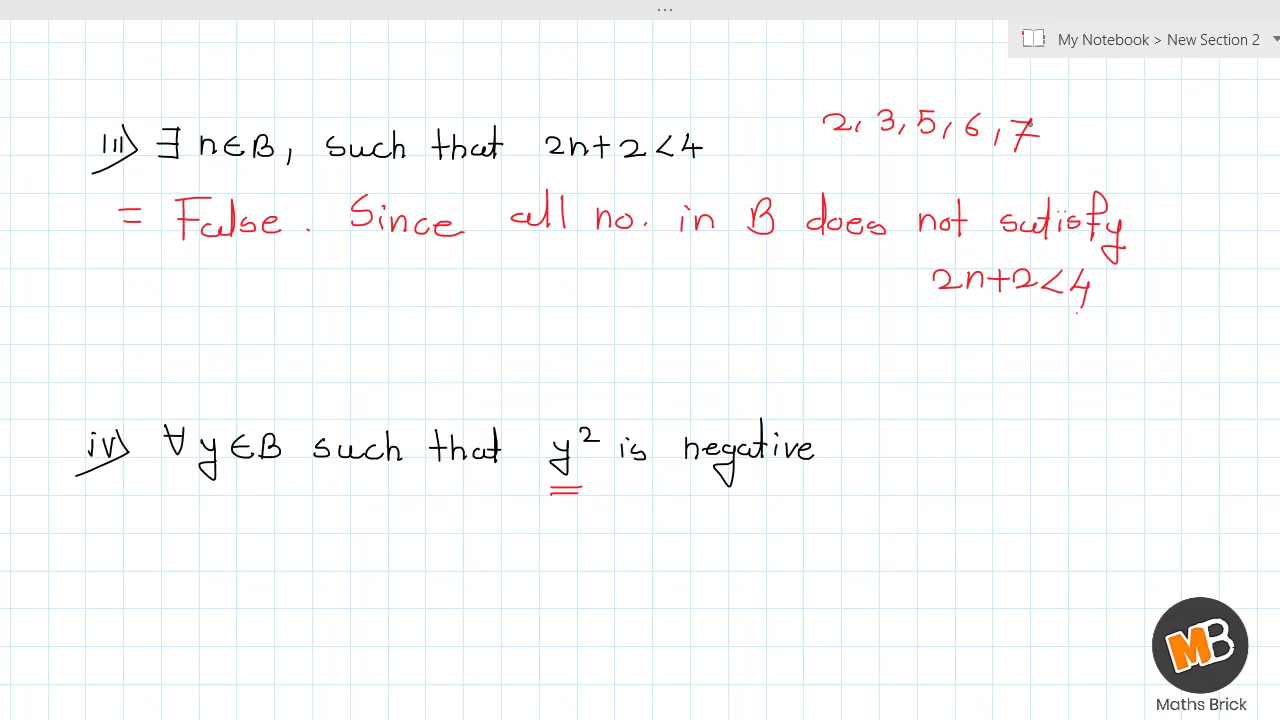 ...
My Notebook > New Section 2
2, 3, 5, 6, 7
iii) ∃ n∈B, such that 2n+2<4
= False. Since all no. in B does not satisfy
2n+2<4
iv) ∀ y∈B such that y² is negative
MB
Maths Brick